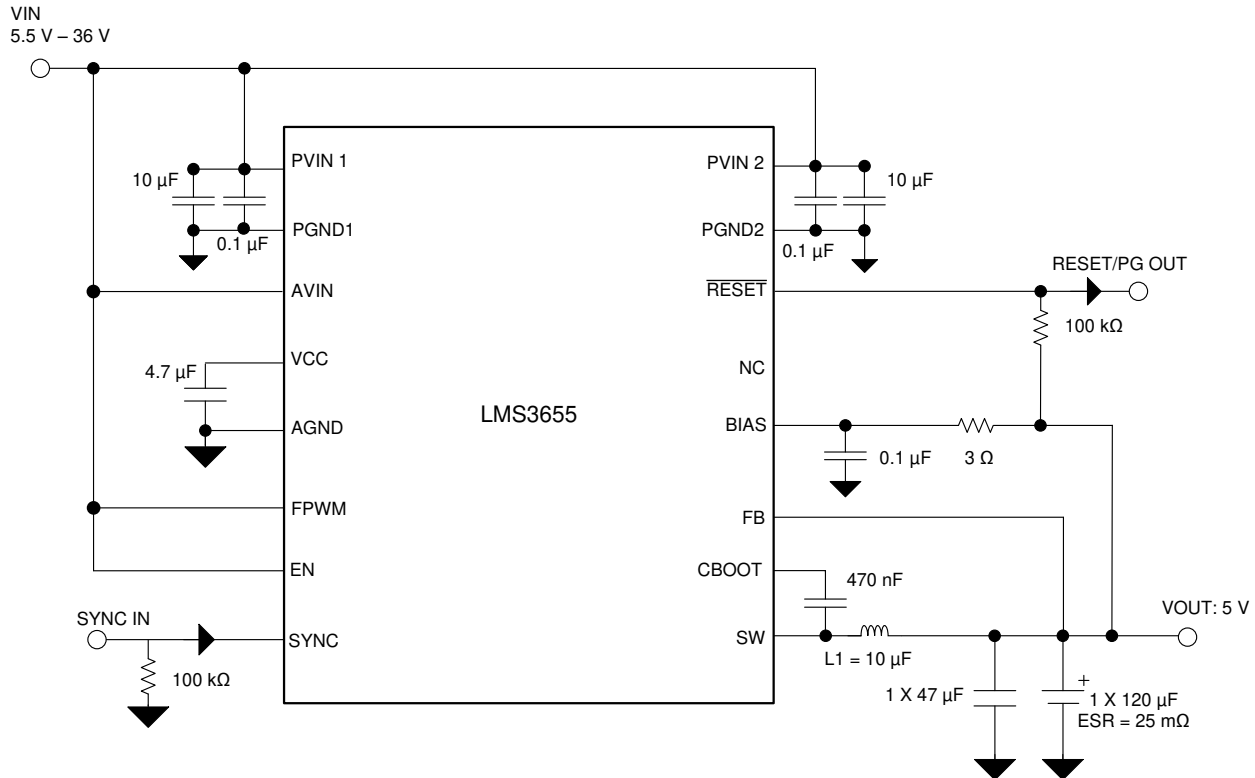 VIN
5.5 V – 36 V
PVIN 1
PVIN 2
10 µF
10 µF
PGND1
PGND2
0.1 µF
0.1 µF
RESET/PG OUT
AVIN
RESET
100 kΩ
VCC
NC
4.7 µF
LMS3655
AGND
BIAS
0.1 µF
3 Ω
FPWM
FB
EN
CBOOT
470 nF
VOUT: 5 V
SYNC IN
SYNC
SW
L1 = 10 µF
100 kΩ
1 X 47 µF
+
1 X 120 µF
ESR = 25 mΩ